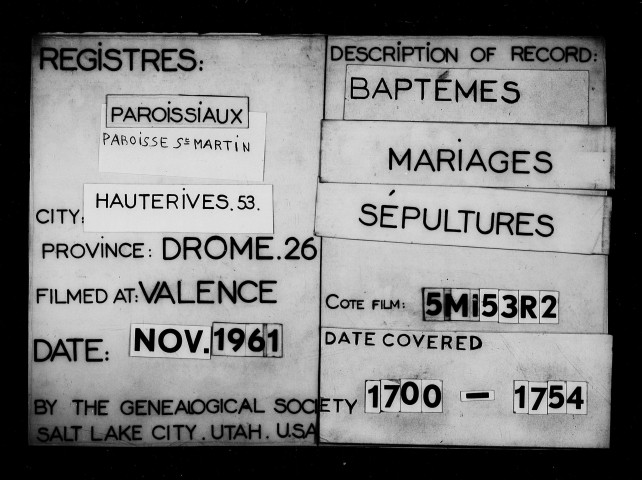 REGISTRES:
PAROISSIAUX
PAROISSE St MARTIN
CITY: HAUTERIVES.53.
PROVINCE: DROME.26
FILMED AT: VALENCE
DATE: NOV. 1961
BY THE GENEALOGICAL SOCIETY
SALT LAKE CITY. UTAH. U.S.A
DESCRIPTION OF RECORD:
BAPTÊMES
MARIAGES
SÉPULTURES
COTE FILM: 5Mi53R2
DATE COVERED
1700 - 1754